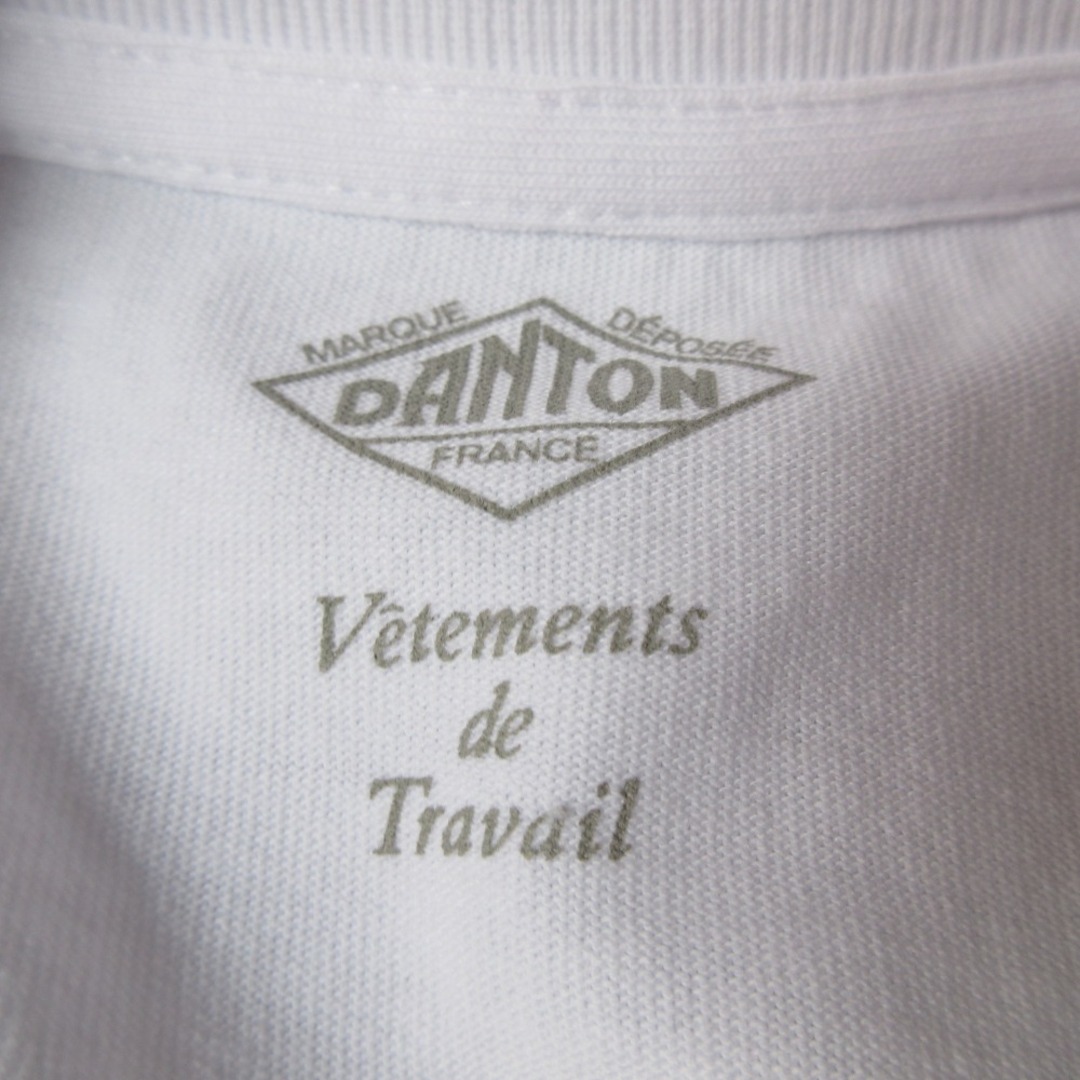 MARQUE DÉPOSÉE
DANTON
FRANCE
Vêtements
de
Travail